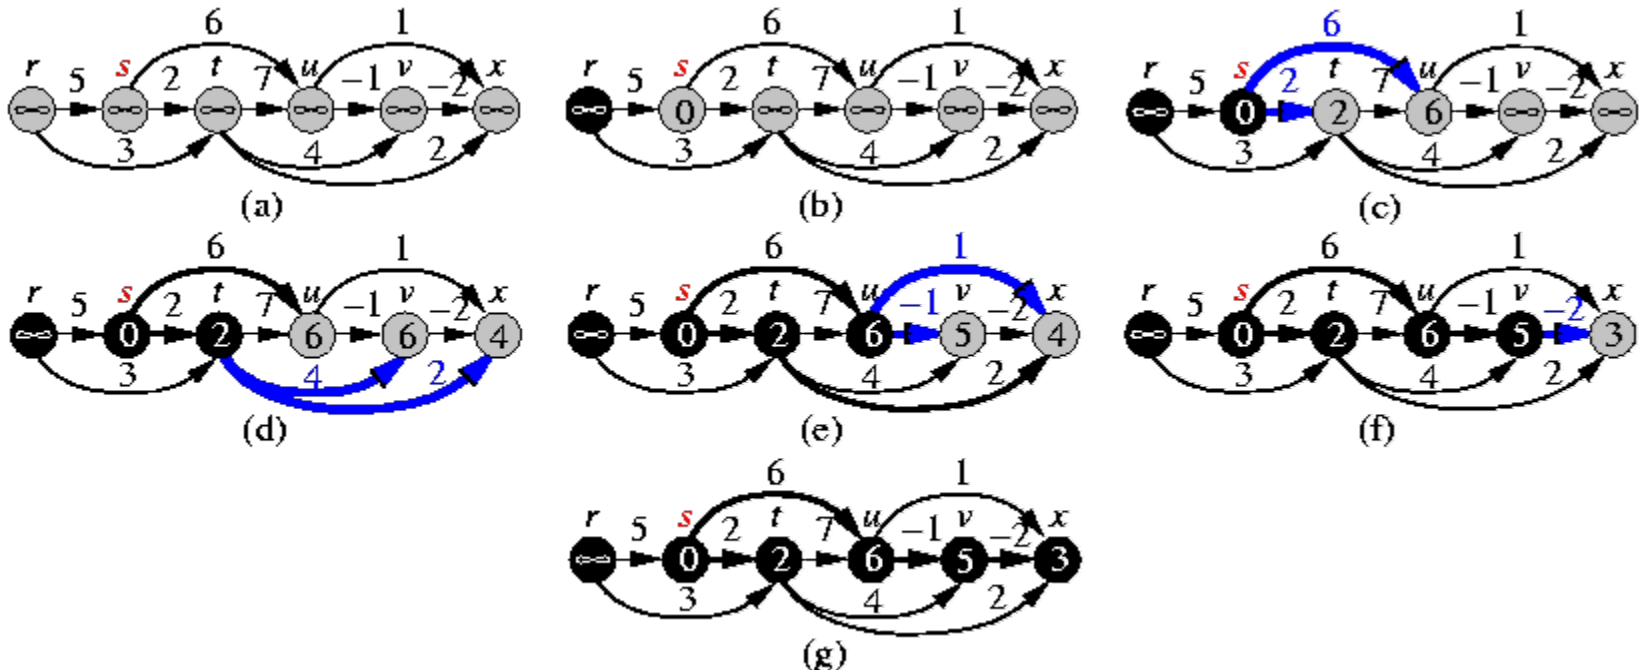 6 1 6 1 6 1
r 5 s 2 t 7 u −1 v −2 x r 5 s 2 t 7 u −1 v −2 x r 5 s 2 t 7 u −1 v −2 x
∞ ∞ ∞ ∞ ∞ ∞ ∞ 0 ∞ ∞ ∞ ∞ ∞ 0 2 6 ∞ ∞
3 4 2 3 4 2 3 4 2
(a) (b) (c)
6 1 6 1 6 1
r 5 s 2 t 7 u −1 v −2 x r 5 s 2 t 7 u −1 v −2 x r 5 s 2 t 7 u −1 v −2 x
∞ 0 2 6 6 4 ∞ 0 2 6 5 4 ∞ 0 2 6 5 3
3 4 2 3 4 2 3 4 2
(d) (e) (f)
6 1
r 5 s 2 t 7 u −1 v −2 x
∞ 0 2 6 5 3
3 4 2
(g)